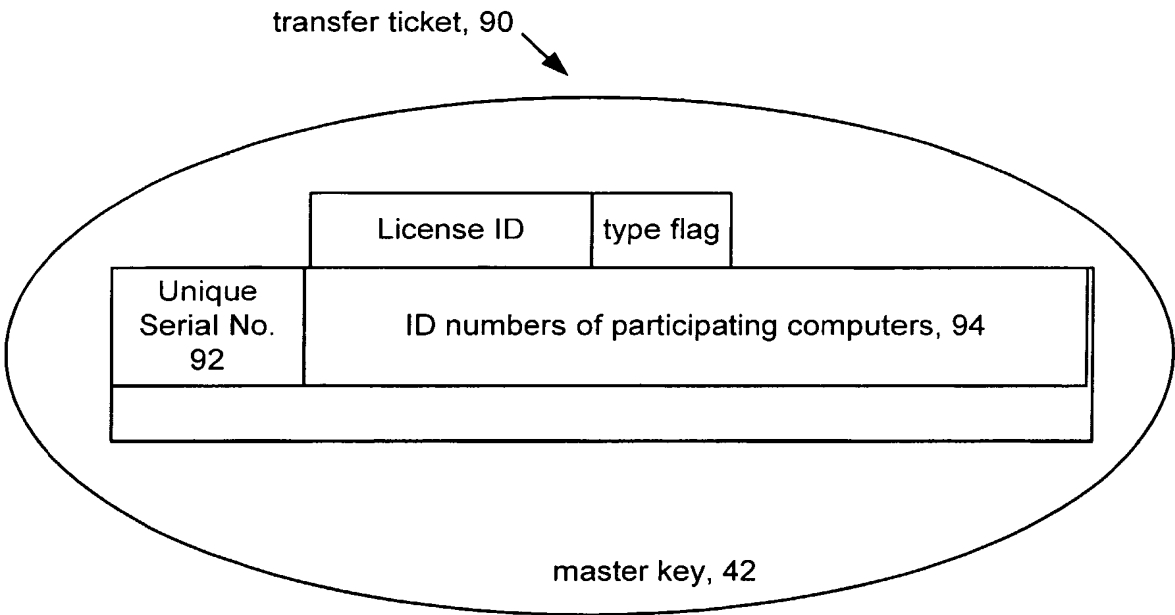 transfer ticket, 90
License ID
type flag
Unique
Serial No.
92
ID numbers of participating computers, 94
master key, 42